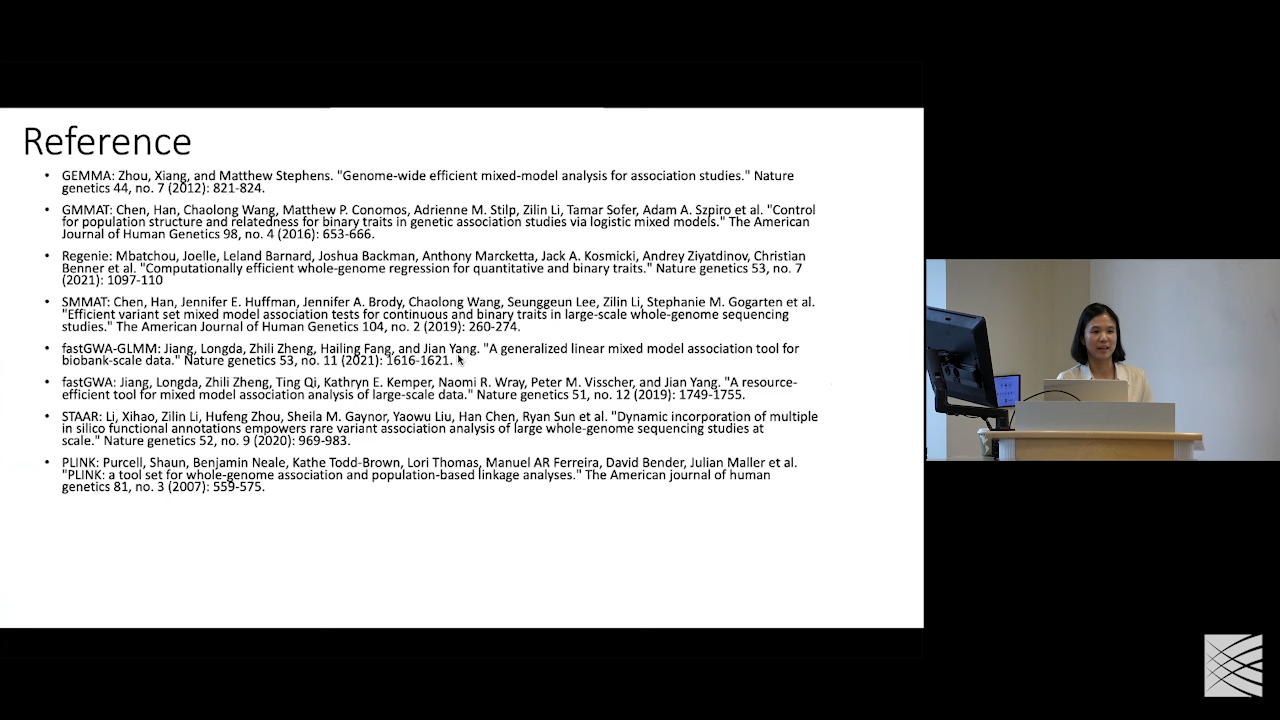 Reference
• GEMMA: Zhou, Xiang, and Matthew Stephens. "Genome-wide efficient mixed-model analysis for association studies." Nature
genetics 44, no. 7 (2012): 821-824.
• GMMAT: Chen, Han, Chaolong Wang, Matthew P. Conomos, Adrienne M. Stilp, Zilin Li, Tamar Sofer, Adam A. Szpiro et al. "Control
for population structure and relatedness for binary traits in genetic association studies via logistic mixed models." The American
Journal of Human Genetics 98, no. 4 (2016): 653-666.
• Regenie: Mbatchou, Joelle, Leland Barnard, Joshua Backman, Anthony Marcketta, Jack A. Kosmicki, Andrey Ziyatdinov, Christian
Benner et al. "Computationally efficient whole-genome regression for quantitative and binary traits." Nature genetics 53, no. 7
(2021): 1097-110
• SMMAT: Chen, Han, Jennifer E. Huffman, Jennifer A. Brody, Chaolong Wang, Seunggeun Lee, Zilin Li, Stephanie M. Gogarten et al.
"Efficient variant set mixed model association tests for continuous and binary traits in large-scale whole-genome sequencing
studies." The American Journal of Human Genetics 104, no. 2 (2019): 260-274.
• fastGWA-GLMM: Jiang, Longda, Zhili Zheng, Hailing Fang, and Jian Yang. "A generalized linear mixed model association tool for
biobank-scale data." Nature genetics 53, no. 11 (2021): 1616-1621.
• fastGWA: Jiang, Longda, Zhili Zheng, Ting Qi, Kathryn E. Kemper, Naomi R. Wray, Peter M. Visscher, and Jian Yang. "A resource-
efficient tool for mixed model association analysis of large-scale data." Nature genetics 51, no. 12 (2019): 1749-1755.
• STAAR: Li, Xihao, Zilin Li, Hufeng Zhou, Sheila M. Gaynor, Yaowu Liu, Han Chen, Ryan Sun et al. "Dynamic incorporation of multiple
in silico functional annotations empowers rare variant association analysis of large whole-genome sequencing studies at
scale." Nature genetics 52, no. 9 (2020): 969-983.
• PLINK: Purcell, Shaun, Benjamin Neale, Kathe Todd-Brown, Lori Thomas, Manuel AR Ferreira, David Bender, Julian Maller et al.
"PLINK: a tool set for whole-genome association and population-based linkage analyses." The American journal of human
genetics 81, no. 3 (2007): 559-575.